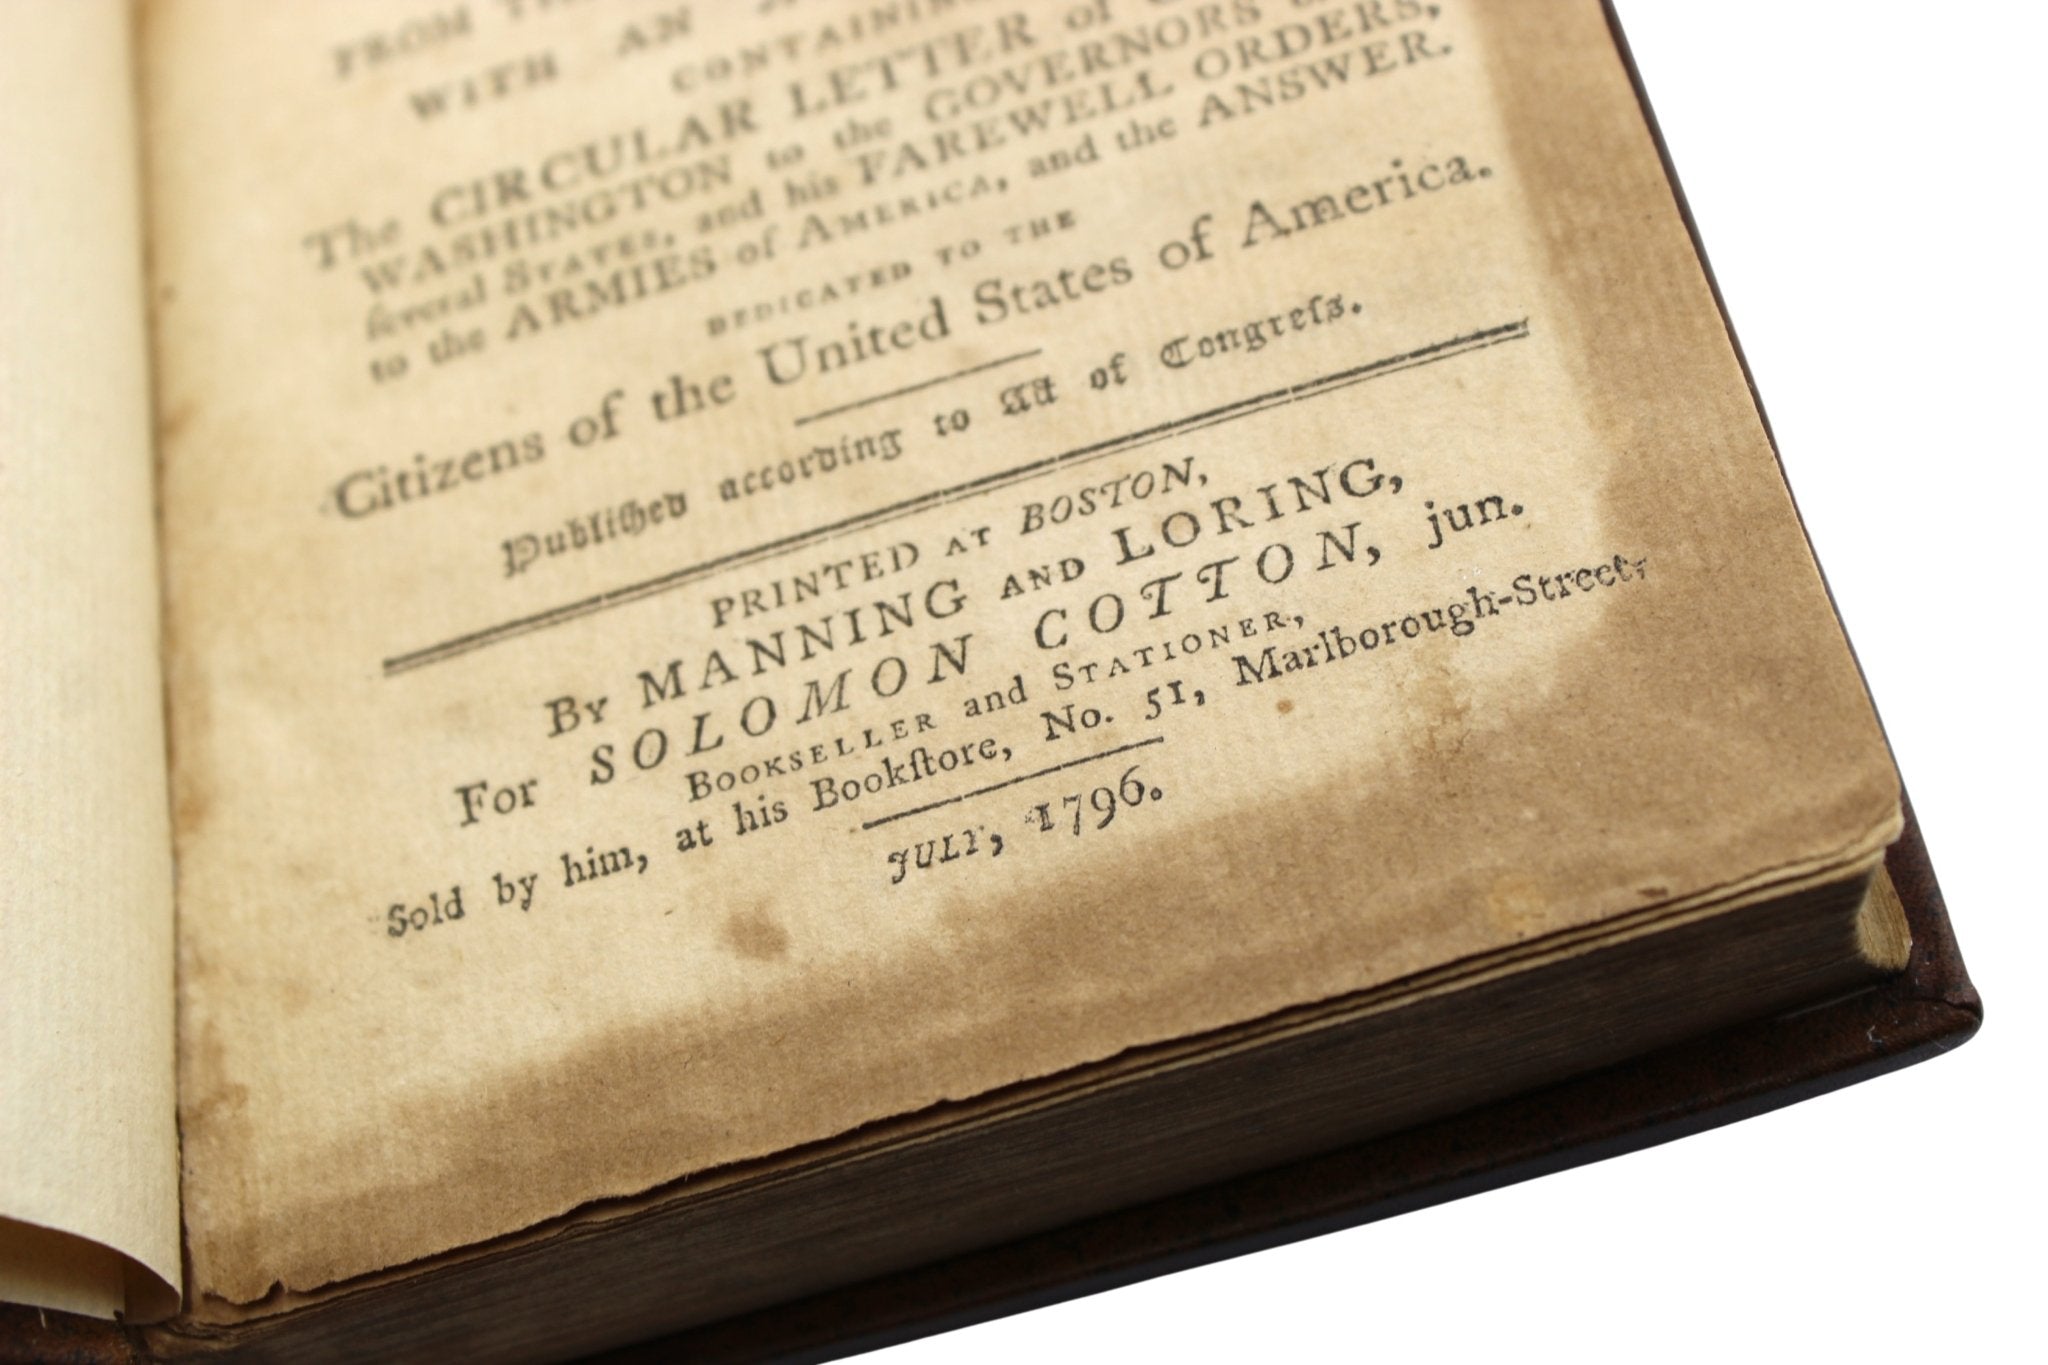 FROM THE
WITH AN
CONTAINING
The CIRCULAR LETTER of
WASHINGTON to the GOVERNORS
ſeveral STATES, and his FAREWELL ORDERS,
to the ARMIES of AMERICA, and the ANSWER.
DEDICATED TO THE
Citizens of the United States of America.
Publiſhed according to Act of Congreſs.
PRINTED AT BOSTON,
BY MANNING AND LORING,
For SOLOMON COTTON, jun.
BOOKSELLER and STATIONER,
Sold by him, at his Bookſtore, No. 51, Marlborough-Street,
JULY, 1796.